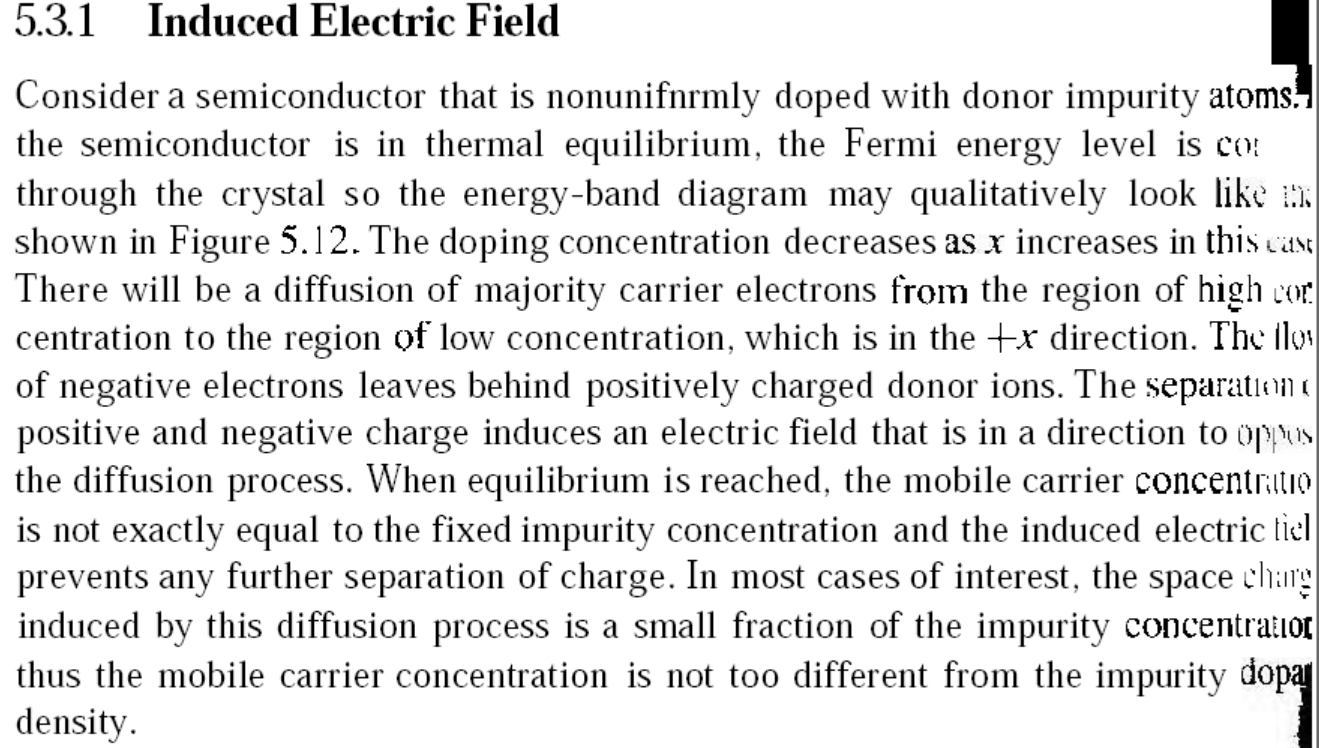 5.3.1 Induced Electric Field
Consider a semiconductor that is nonunifnrmly doped with donor impurity atoms.
the semiconductor is in thermal equilibrium, the Fermi energy level is
through the crystal so the energy-band diagram may qualitatively look like
shown in Figure 5.12. The doping concentration decreases as x increases in this case
There will be a diffusion of majority carrier electrons from the region of high
centration to the region of low concentration, which is in the +x direction. The
of negative electrons leaves behind positively charged donor ions. The separation
positive and negative charge induces an electric field that is in a direction to
the diffusion process. When equilibrium is reached, the mobile carrier
is not exactly equal to the fixed impurity concentration and the induced electric
prevents any further separation of charge. In most cases of interest, the space
induced by this diffusion process is a small fraction of the impurity
thus the mobile carrier concentration is not too different from the impurity
density.